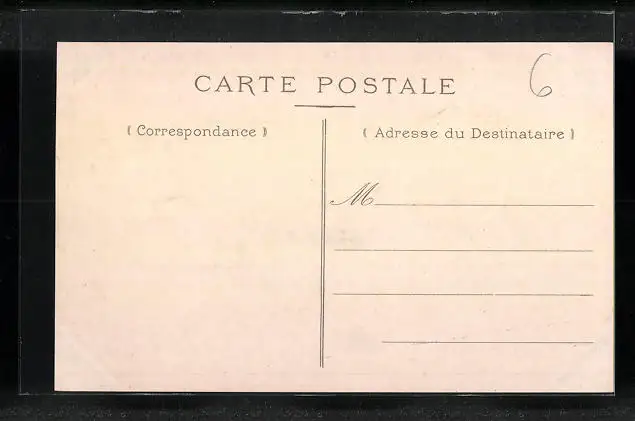 CARTE POSTALE
6
( Correspondance )
( Adresse du Destinataire )
M